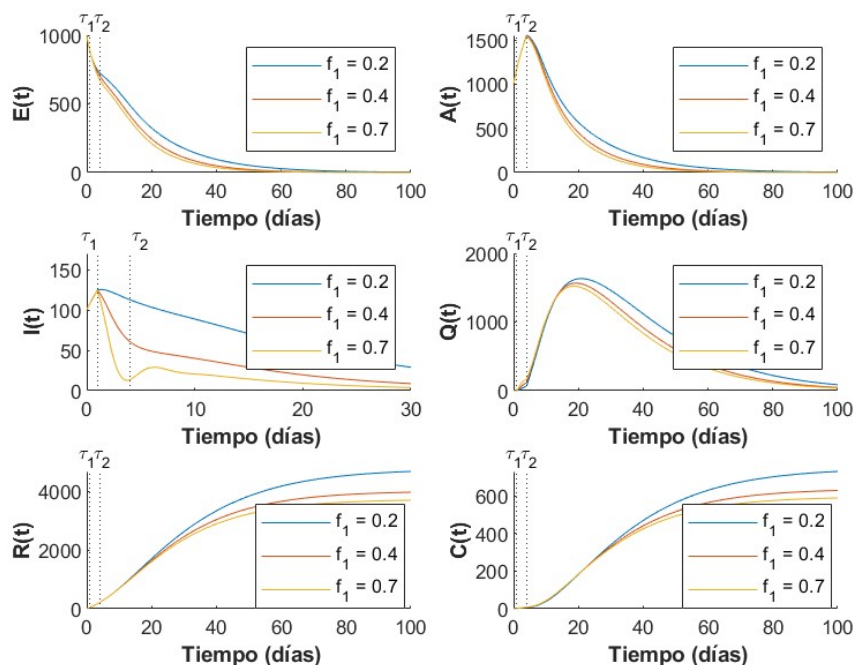 τ1τ2
1000
500
0
E(t)
0 20 40 60 80 100
Tiempo (días)
f1 = 0.2
f1 = 0.4
f1 = 0.7
τ1τ2
1500
1000
500
0
A(t)
0 20 40 60 80 100
Tiempo (días)
f1 = 0.2
f1 = 0.4
f1 = 0.7
τ1 τ2
150
100
50
0
I(t)
0 10 20 30
Tiempo (días)
f1 = 0.2
f1 = 0.4
f1 = 0.7
τ1τ2
2000
1000
0
Q(t)
0 20 40 60 80 100
Tiempo (días)
f1 = 0.2
f1 = 0.4
f1 = 0.7
τ1τ2
4000
2000
0
R(t)
0 20 40 60 80 100
Tiempo (días)
f1 = 0.2
f1 = 0.4
f1 = 0.7
τ1τ2
600
400
200
0
C(t)
0 20 40 60 80 100
Tiempo (días)
f1 = 0.2
f1 = 0.4
f1 = 0.7